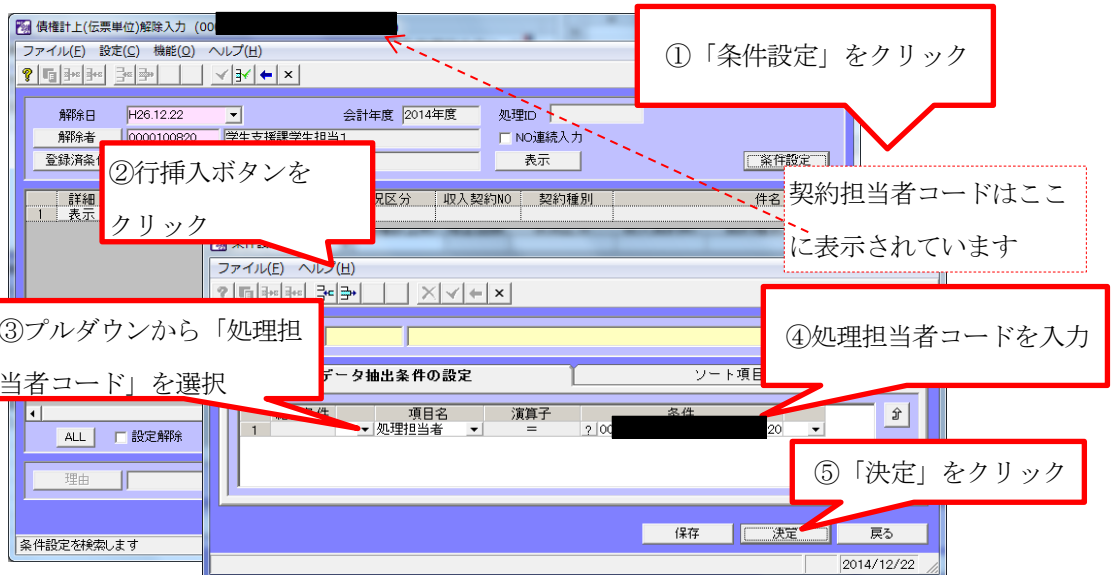 債権計上(伝票単位)解除入力 (00
ファイル(F) 設定(C) 機能(O) ヘルプ(H)
①「条件設定」をクリック
解除日 H26.12.22 会計年度 2014年度 処理ID
解除者 0000100820 学生支援課学生担当1 NO連続入力
登録済条件 表示 条件設定
②行挿入ボタンを
クリック
契約担当者コードはここ
に表示されています
詳細 況区分 収入契約NO 契約種別 件名
1 表示
ファイル(F) ヘルプ(H)
③プルダウンから「処理担
当者コード」を選択
④処理担当者コードを入力
データ抽出条件の設定 ソート項目
項目名 演算子 条件
1 処理担当者 = ? 00 20
ALL 設定解除
⑤「決定」をクリック
理由
保存 決定 戻る
条件設定を検索します
2014/12/22